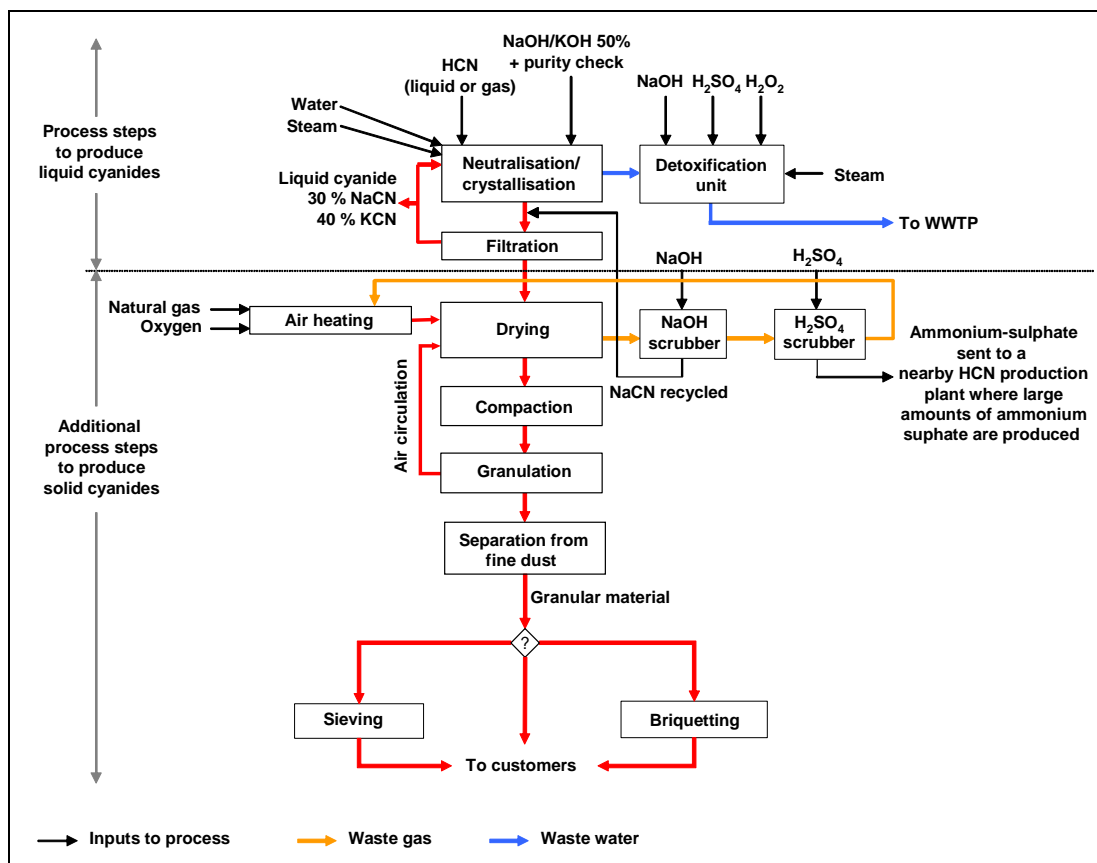 NaOH/KOH 50%
+ purity check
HCN
(liquid or gas)
NaOH
H2SO4
H2O2
Water
Steam
Process steps
to produce
liquid cyanides
Neutralisation/
crystallisation
Detoxification
unit
Steam
Liquid cyanide
30 % NaCN
40 % KCN
To WWTP
Filtration
NaOH
H2SO4
Natural gas
Oxygen
Air heating
Drying
NaOH
scrubber
H2SO4
scrubber
Ammonium-sulphate
sent to a
nearby HCN production
plant where large
amounts of ammonium
suphate are produced
NaCN recycled
Air circulation
Compaction
Additional
process steps
to produce
solid cyanides
Granulation
Separation from
fine dust
Granular material
?
Sieving
Briquetting
To customers
Inputs to process
Waste gas
Waste water